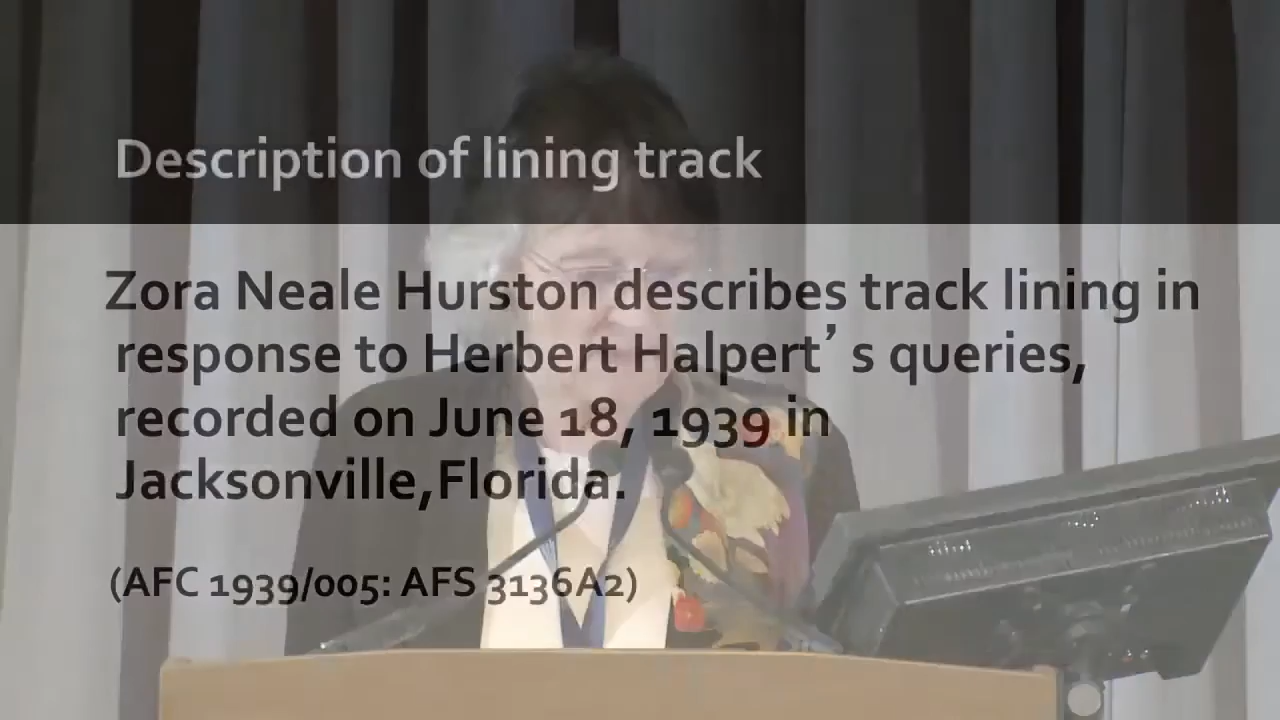 Description of lining track
Zora Neale Hurston describes track lining in
response to Herbert Halpert’s queries,
recorded on June 18, 1939 in
Jacksonville,Florida.
(AFC 1939/005: AFS 3136A2)